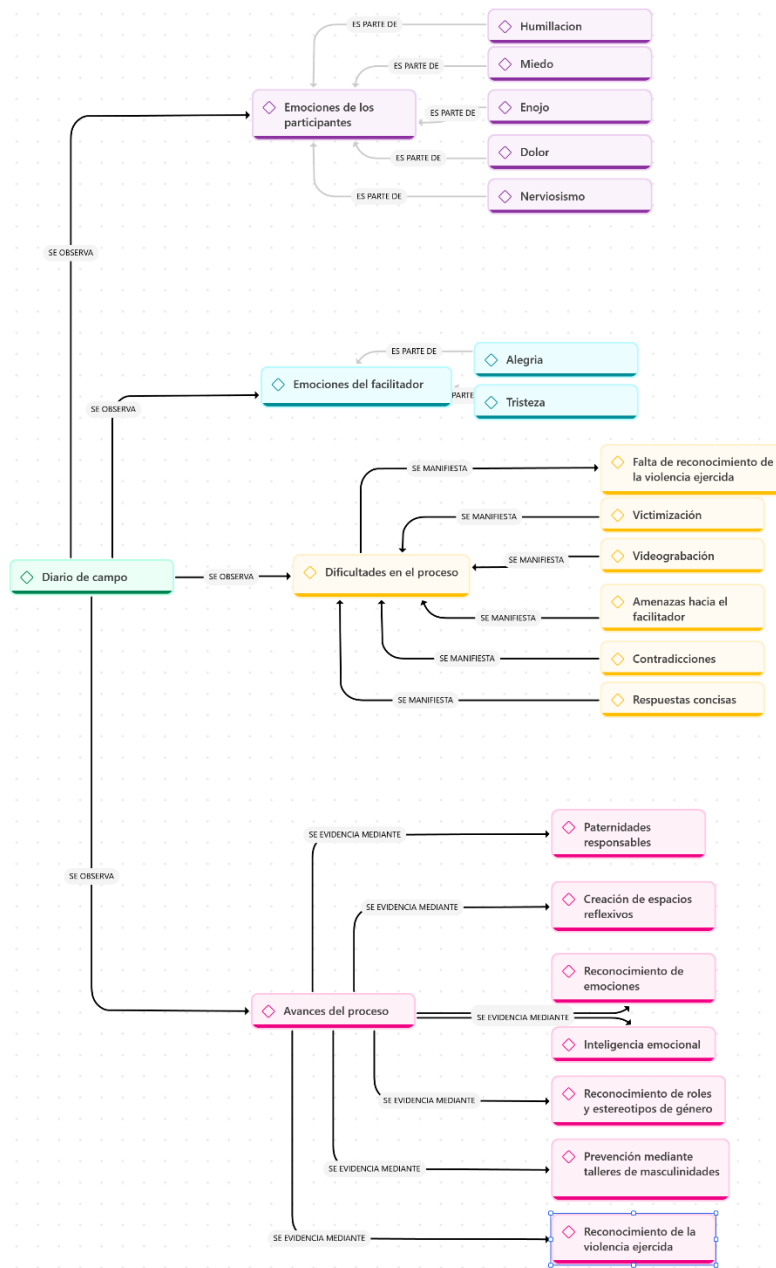 ES PARTE DE
Humillacion
ES PARTE DE
Miedo
Emociones de los
participantes
ES PARTE DE
Enojo
ES PARTE DE
Dolor
ES PARTE DE
Nerviosismo
SE OBSERVA
ES PARTE DE
Alegria
Emociones del facilitador
PARTE
Tristeza
SE OBSERVA
SE MANIFIESTA
Falta de reconocimiento de
la violencia ejercida
SE MANIFIESTA
Victimización
SE MANIFIESTA
Videograbación
Diario de campo
SE OBSERVA
Dificultades en el proceso
SE MANIFIESTA
Amenazas hacia el
facilitador
SE MANIFIESTA
Contradicciones
SE MANIFIESTA
Respuestas concisas
SE EVIDENCIA MEDIANTE
Paternidades
responsables
SE OBSERVA
SE EVIDENCIA MEDIANTE
Creación de espacios
reflexivos
Reconocimiento de
emociones
Avances del proceso
SE EVIDENCIA MEDIANTE
Inteligencia emocional
SE EVIDENCIA MEDIANTE
Reconocimiento de roles
y estereotipos de género
SE EVIDENCIA MEDIANTE
Prevención mediante
talleres de masculinidades
SE EVIDENCIA MEDIANTE
Reconocimiento de la
violencia ejercida